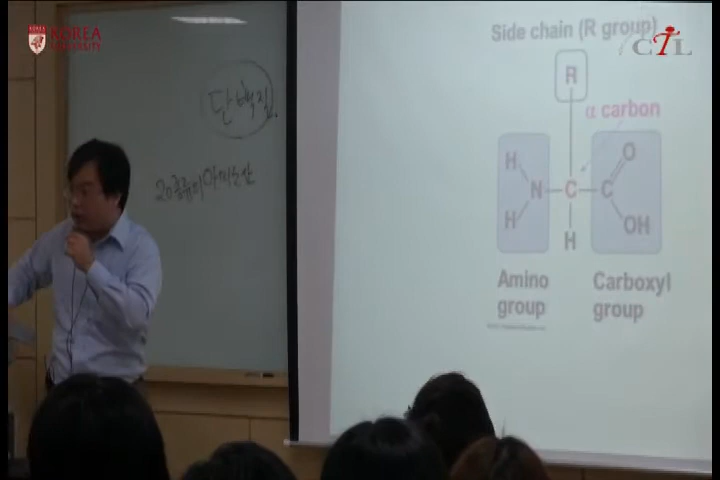 KOREA
UNIVERSITY
CTL
단백질.
20종류의 아미노산
Side chain (R group)
R
α carbon
H
O
N
C
C
H
OH
H
Amino
group
Carboxyl
group